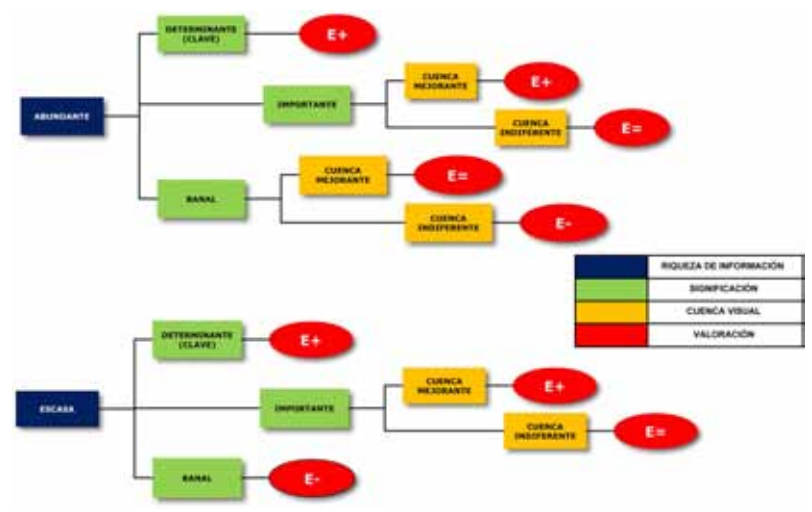 DETERMINANTE
(CLAVE)
E+
ABUNDANTE
IMPORTANTE
CUENCA
MEJORANTE
E+
CUENCA
INDIFERENTE
E=
BANAL
CUENCA
MEJORANTE
E=
CUENCA
INDIFERENTE
E-
RIQUEZA DE INFORMACIÓN
SIGNIFICACIÓN
CUENCA VISUAL
VALORACIÓN
DETERMINANTE
(CLAVE)
E+
ESCASA
IMPORTANTE
CUENCA
MEJORANTE
E+
CUENCA
INDIFERENTE
E=
BANAL
E-